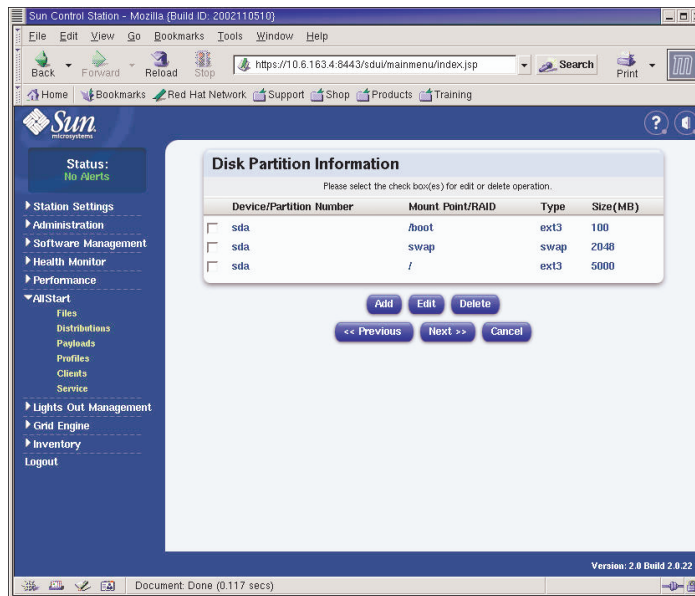 Sun Control Station - Mozilla {Build ID: 2002110510}
File Edit View Go Bookmarks Tools Window Help
Back Forward Reload Stop https://10.6.163.4:8443/sdui/mainmenu/index.jsp Search Print
Home Bookmarks Red Hat Network Support Shop Products Training
Sun
microsystems
Status:
No Alerts
Station Settings
Administration
Software Management
Health Monitor
Performance
AllStart
Files
Distributions
Payloads
Profiles
Clients
Service
Lights Out Management
Grid Engine
Inventory
Logout
Disk Partition Information
Please select the check box(es) for edit or delete operation.
Device/Partition Number Mount Point/RAID Type Size(MB)
sda /boot ext3 100
sda swap swap 2048
sda / ext3 5000
Add Edit Delete
<< Previous Next >> Cancel
Version: 2.0 Build 2.0.22
Document: Done (0.117 secs)